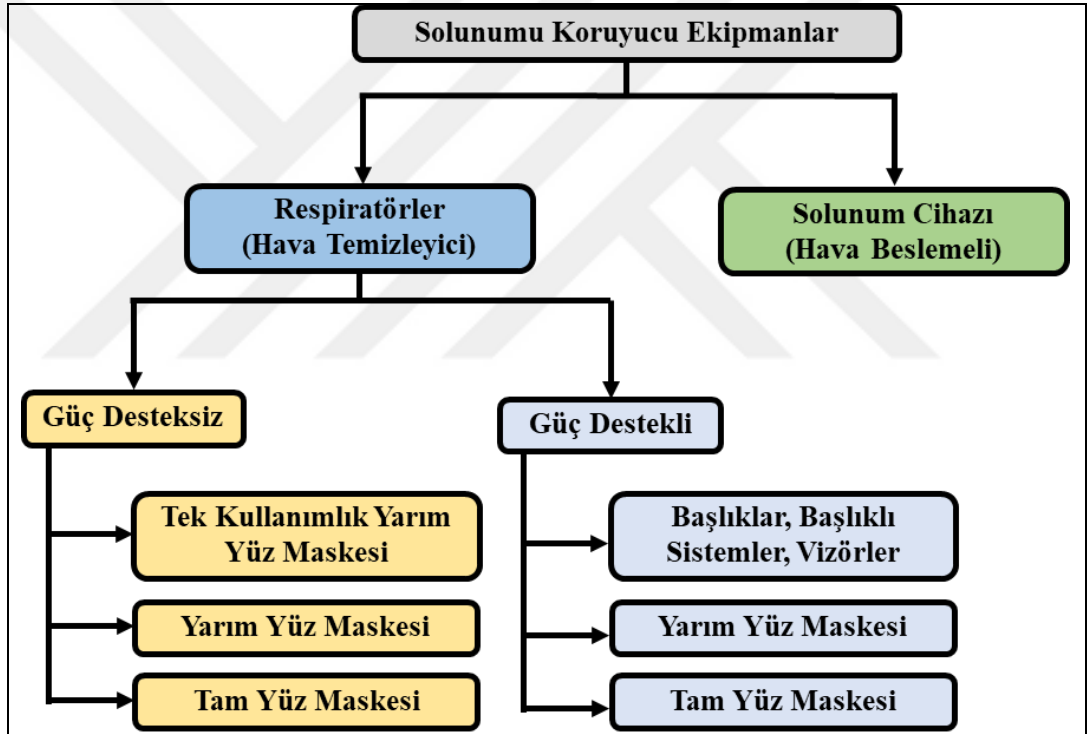 Solunumu Koruyucu Ekipmanlar
Respiratörler
(Hava Temizleyici)
Solunum Cihazı
(Hava Beslemeli)
Güç Desteksiz
Güç Destekli
Tek Kullanımlık Yarım
Yüz Maskesi
Yarım Yüz Maskesi
Tam Yüz Maskesi
Başlıklar, Başlıklı
Sistemler, Vizörler
Yarım Yüz Maskesi
Tam Yüz Maskesi